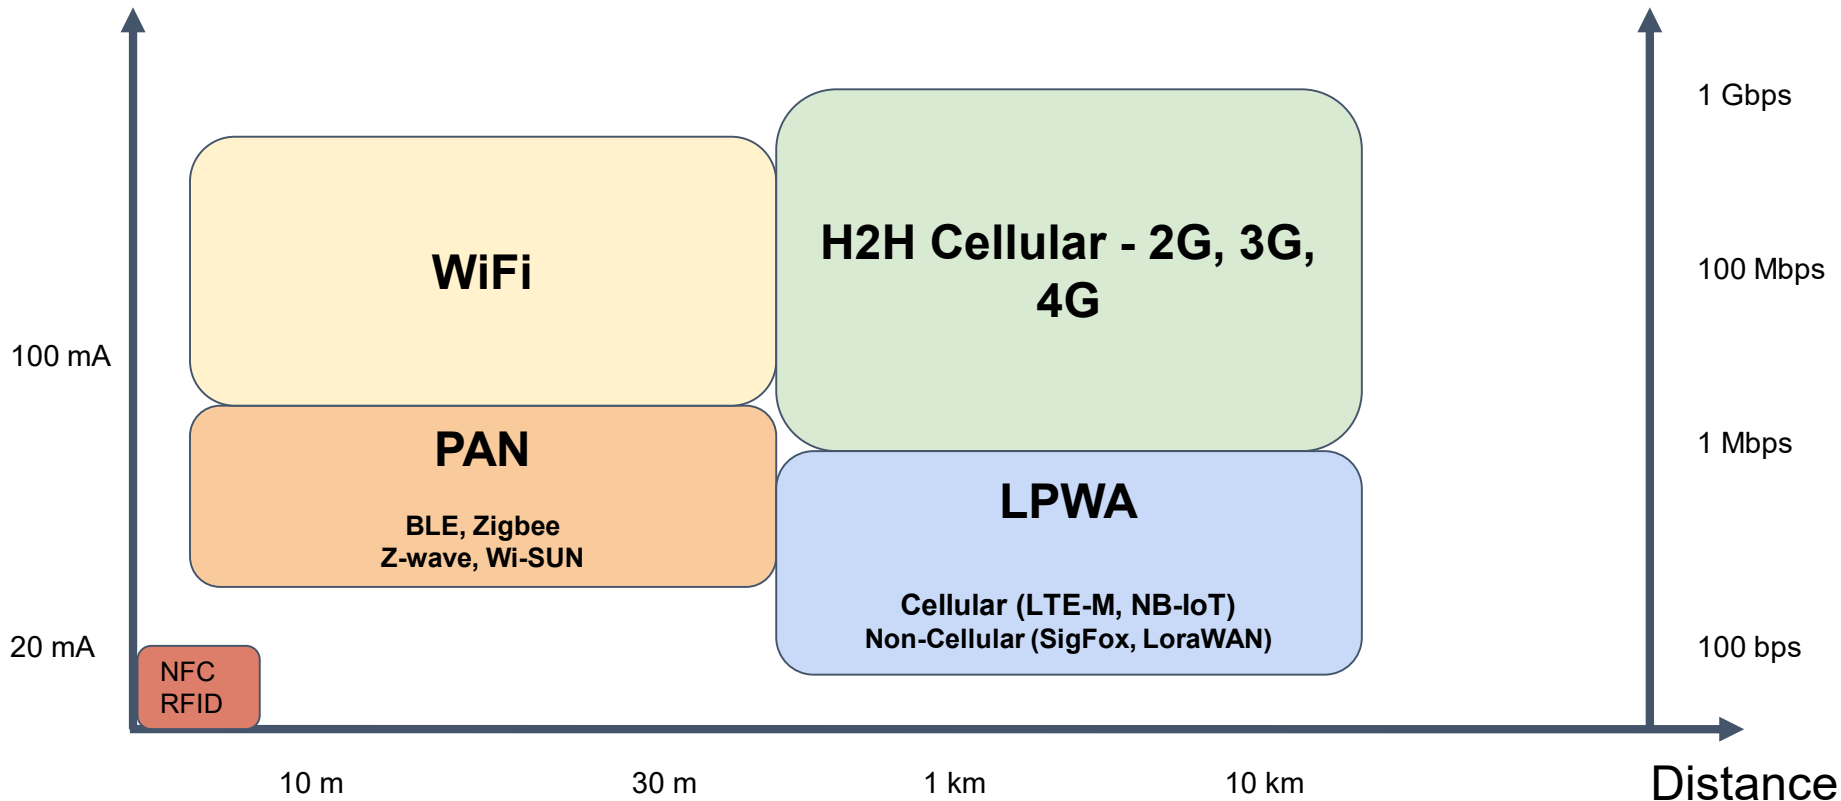 1 Gbps
H2H Cellular - 2G, 3G,
4G
WiFi
100 Mbps
100 mA
PAN
BLE, Zigbee
Z-wave, Wi-SUN
1 Mbps
LPWA
Cellular (LTE-M, NB-IoT)
Non-Cellular (SigFox, LoraWAN)
20 mA
NFC
RFID
100 bps
10 m
30 m
1 km
10 km
Distance